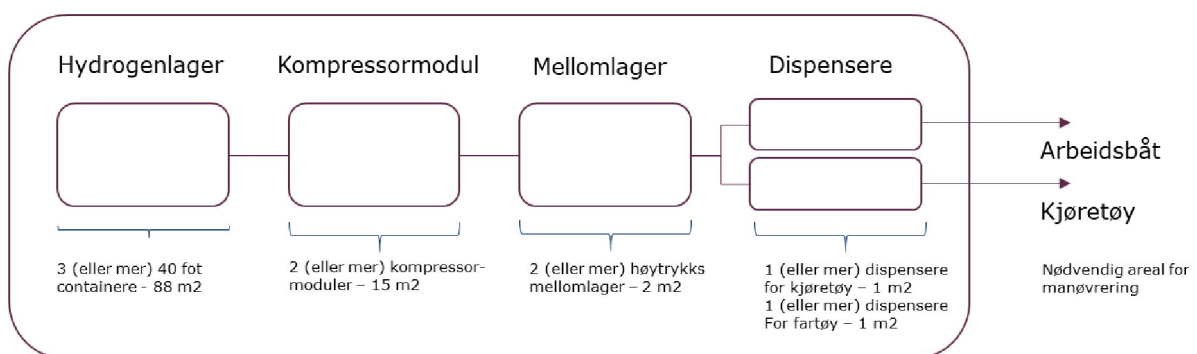 Hydrogenlager
Kompressormodul
Mellomlager
Dispensere
Arbeidsbåt
Kjøretøy
3 (eller mer) 40 fot
containere - 88 m2
2 (eller mer) kompressor-
moduler – 15 m2
2 (eller mer) høytrykks
mellomlager – 2 m2
1 (eller mer) dispensere
for kjøretøy – 1 m2
1 (eller mer) dispensere
For fartøy – 1 m2
Nødvendig areal for
manøvrering